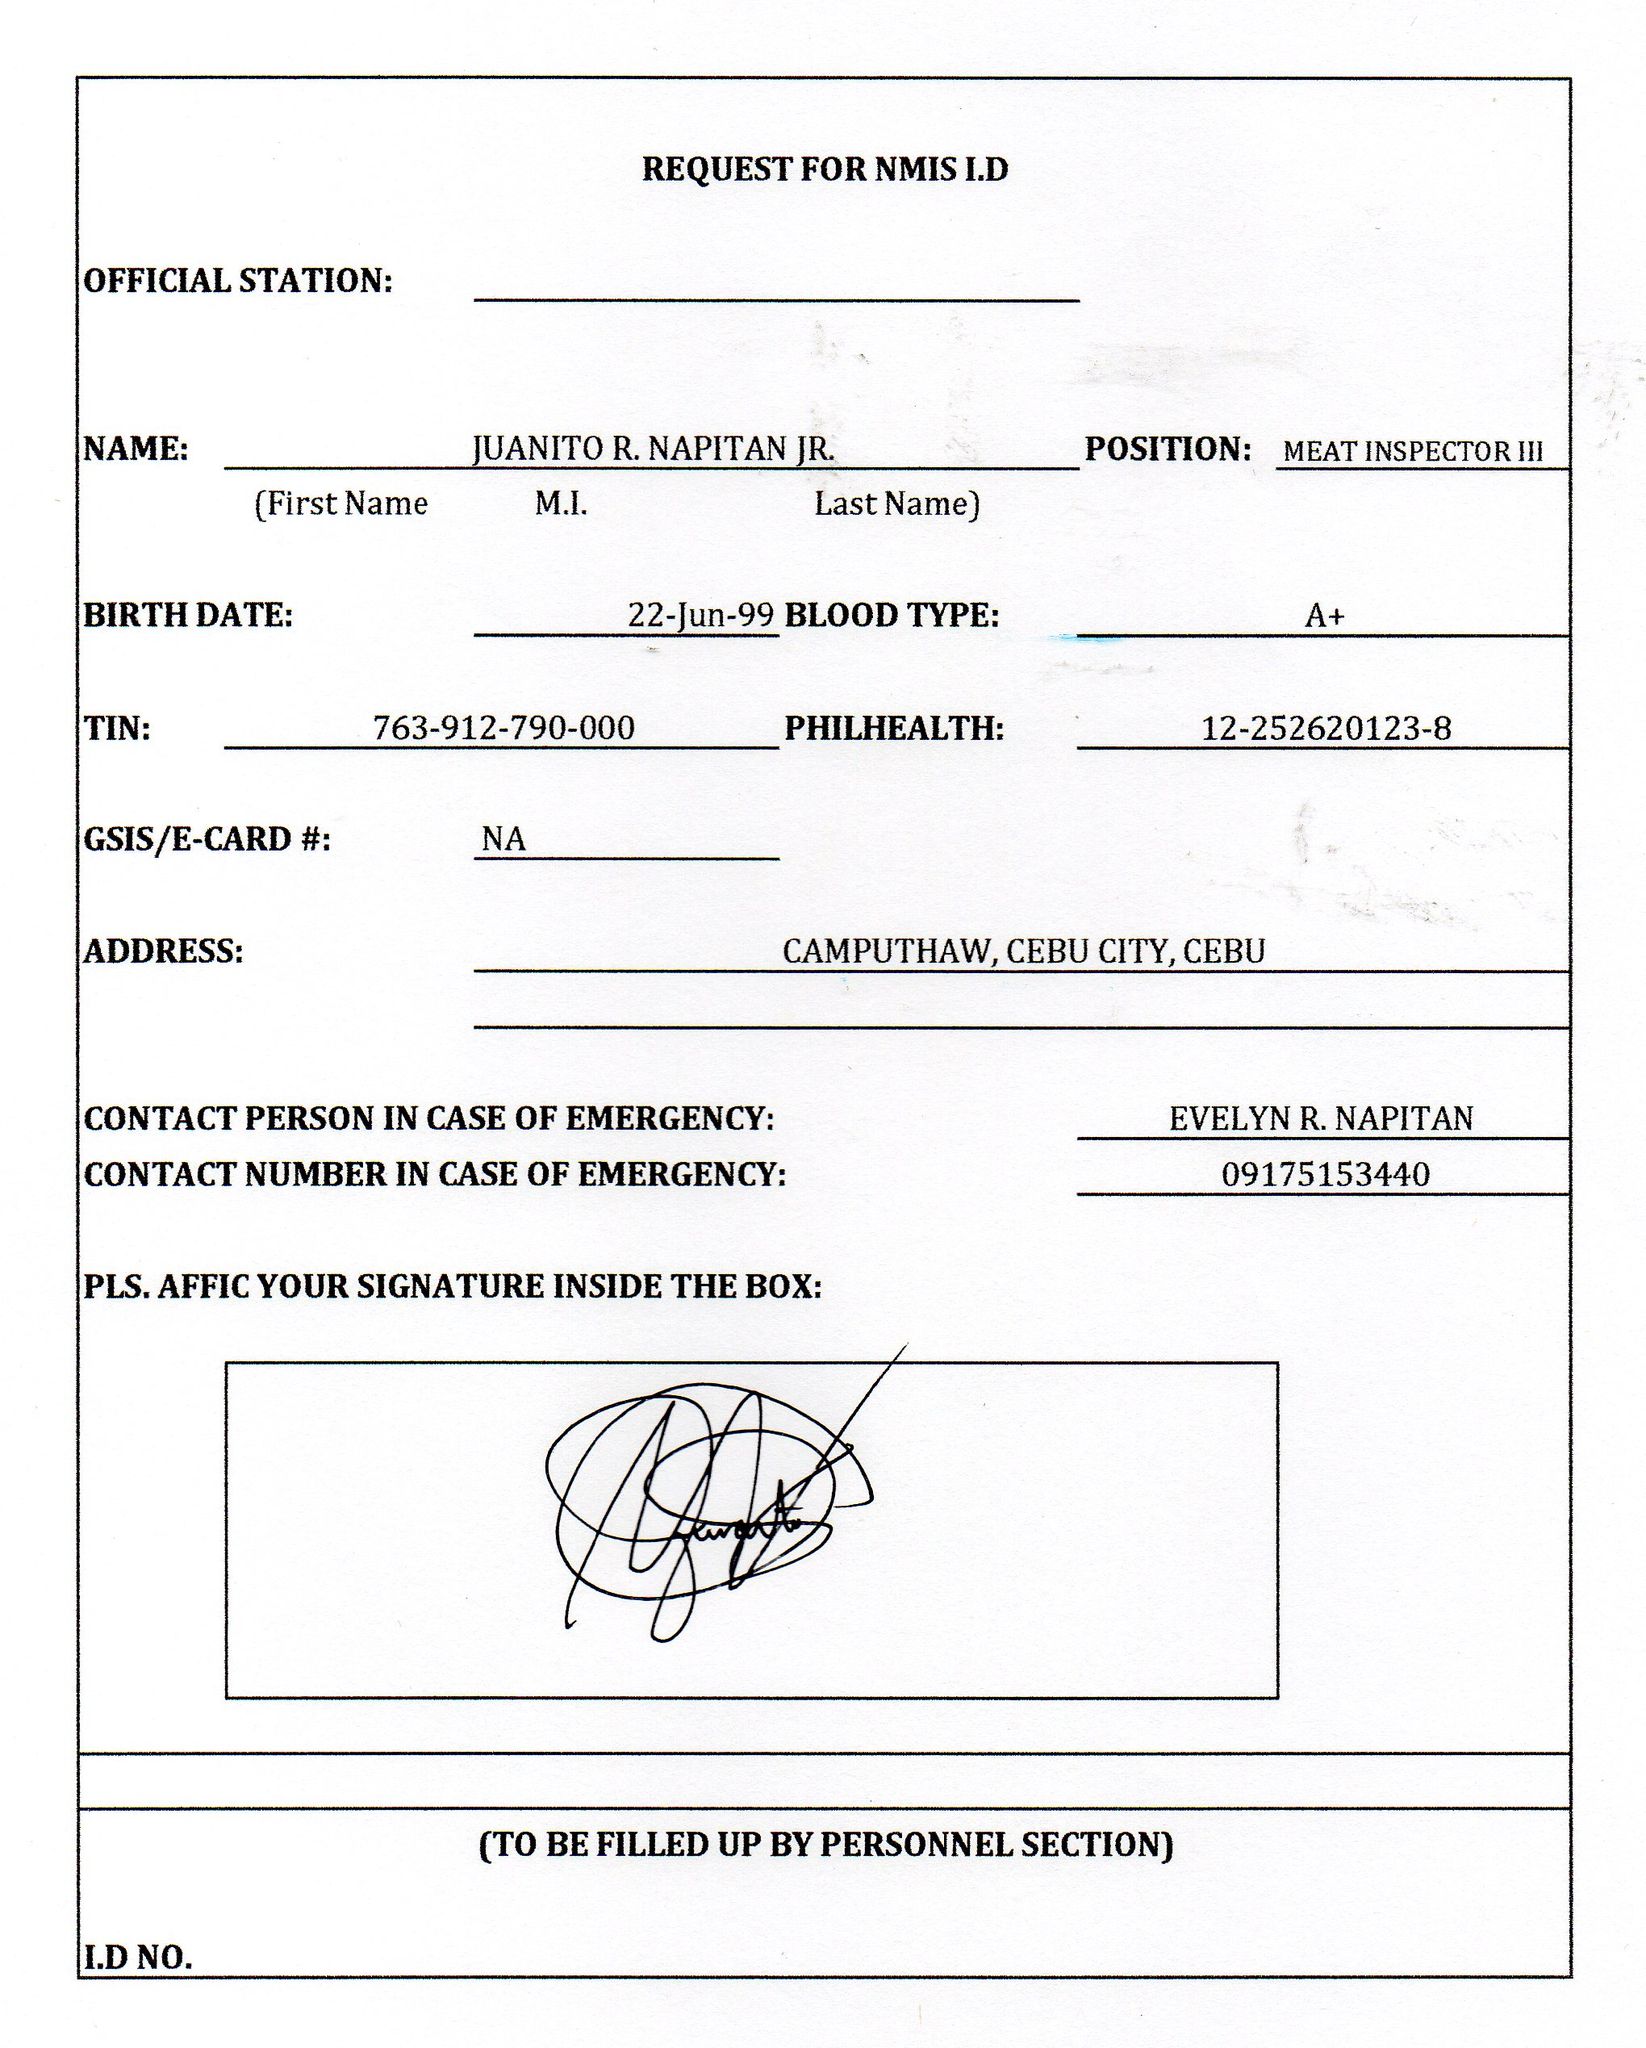 REQUEST FOR NMIS I.D
OFFICIAL STATION:
NAME: JUANITO R. NAPITAN JR. POSITION: MEAT INSPECTOR III
(First Name M.I. Last Name)
BIRTH DATE: 22-Jun-99 BLOOD TYPE: A+
TIN: 763-912-790-000 PHILHEALTH: 12-252620123-8
GSIS/E-CARD #: NA
ADDRESS: CAMPUTHAW, CEBU CITY, CEBU
CONTACT PERSON IN CASE OF EMERGENCY: EVELYN R. NAPITAN
CONTACT NUMBER IN CASE OF EMERGENCY: 09175153440
PLS. AFFIC YOUR SIGNATURE INSIDE THE BOX:
(TO BE FILLED UP BY PERSONNEL SECTION)
I.D NO.